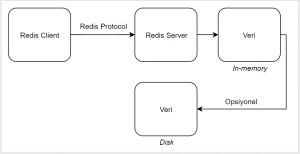 Redis Client
Redis Protocol
Redis Server
Veri
In-memory
Veri
Opsiyonel
Disk